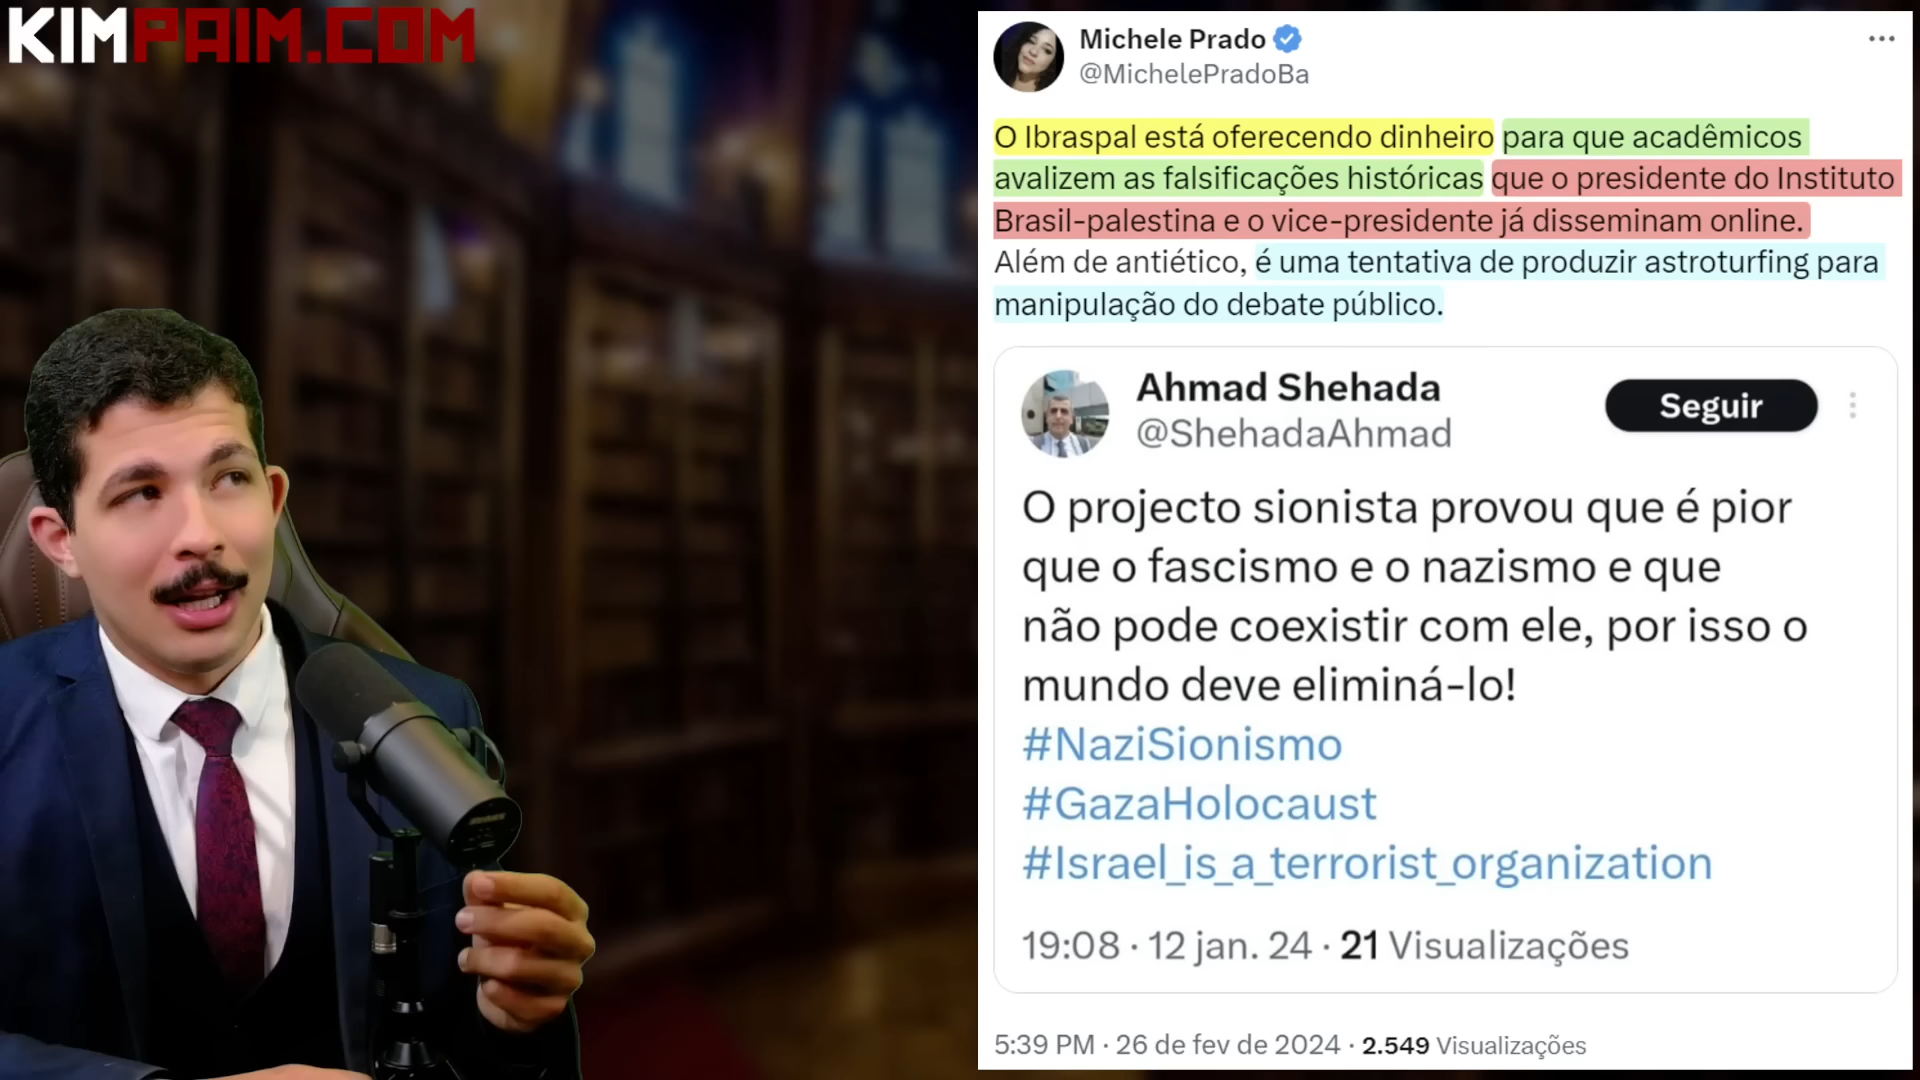 KIMPAIM.COM
Michele Prado
@MichelePradoBa
O Ibraspal está oferecendo dinheiro para que acadêmicos
avalizem as falsificações históricas que o presidente do Instituto
Brasil-palestina e o vice-presidente já disseminam online.
Além de antiético, é uma tentativa de produzir astroturfing para
manipulação do debate público.
Ahmad Shehada
@ShehadaAhmad
Seguir
O projecto sionista provou que é pior
que o fascismo e o nazismo e que
não pode coexistir com ele, por isso o
mundo deve eliminá-lo!
#NaziSionismo
#GazaHolocaust
#Israel_is_a_terrorist_organization
19:08 · 12 jan. 24 · 21 Visualizações
5:39 PM · 26 de fev de 2024 · 2.549 Visualizações